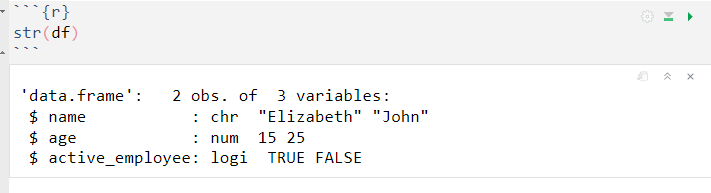 ```{r}
str(df)
```
'data.frame':   2 obs. of  3 variables:
 $ name           : chr  "Elizabeth" "John"
 $ age            : num  15 25
 $ active_employee: logi  TRUE FALSE